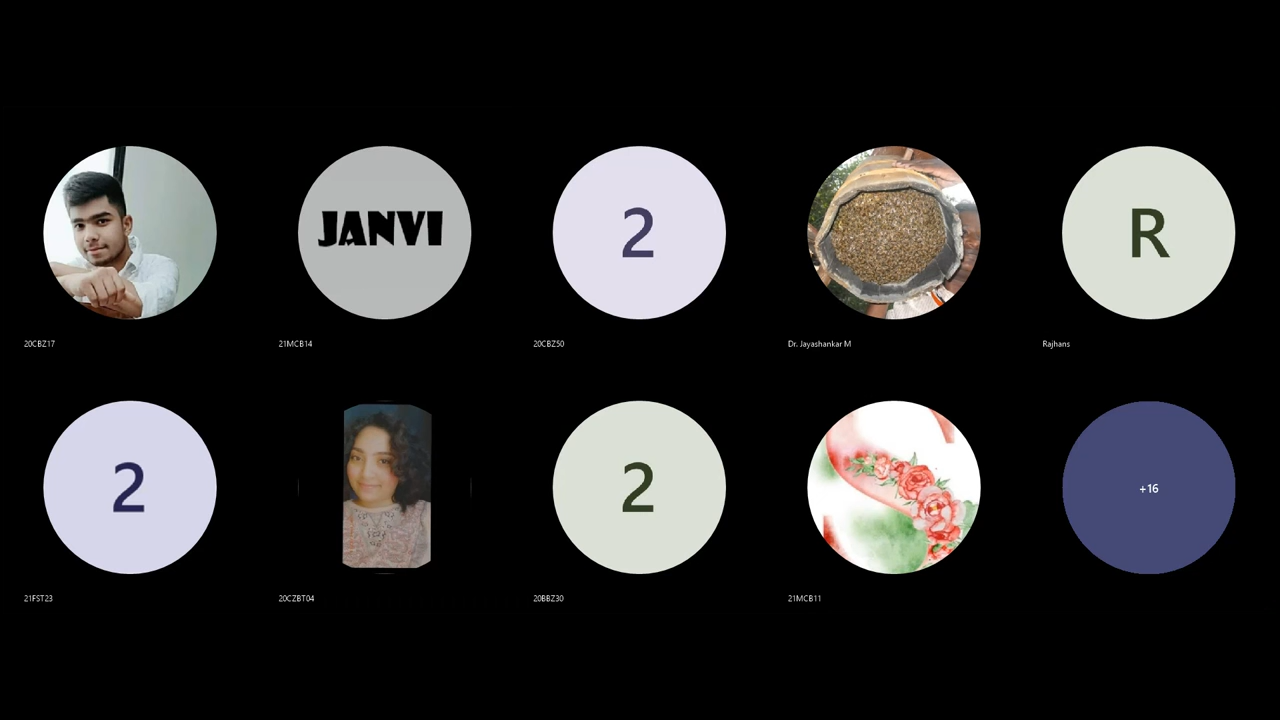 JANVI
2
R
20CBZ17
21MCB14
20CBZ50
Dr. Jayashankar M
Rajhans
2
2
+16
21FST23
20CZBT04
20BBZ30
21MCB11